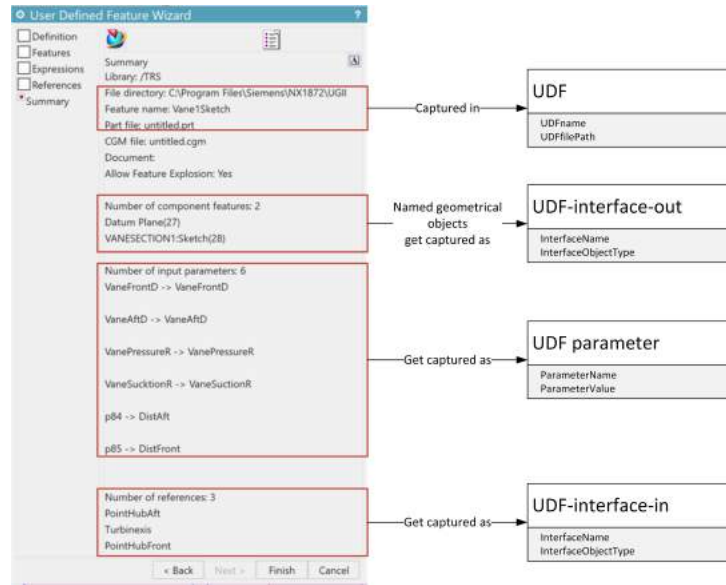 User Defined Feature Wizard
?
Definition
Features
Expressions
References
Summary
Summary
Library: /TRS
File directory: C:\Program Files\Siemens\NX1872\UGII
Feature name: Vane1Sketch
Part file: untitled.prt
CGM file: untitled.cgm
Document:
Allow Feature Explosion: Yes
Number of component features: 2
Datum Plane(27)
VANESECTION1:Sketch(28)
Number of input parameters: 6
VaneFrontD -> VaneFrontD
VaneAftD -> VaneAftD
VanePressureR -> VanePressureR
VaneSucktionR -> VaneSuctionR
p84 -> DistAft
p85 -> DistFront
Number of references: 3
PointHubAft
Turbinexis
PointHubFront
< Back
Next >
Finish
Cancel
Captured in
Named geometrical
objects
get captured as
Get captured as
Get captured as
UDF
UDFname
UDFfilePath
UDF-interface-out
InterfaceName
InterfaceObjectType
UDF parameter
ParameterName
ParameterValue
UDF-interface-in
InterfaceName
InterfaceObjectType